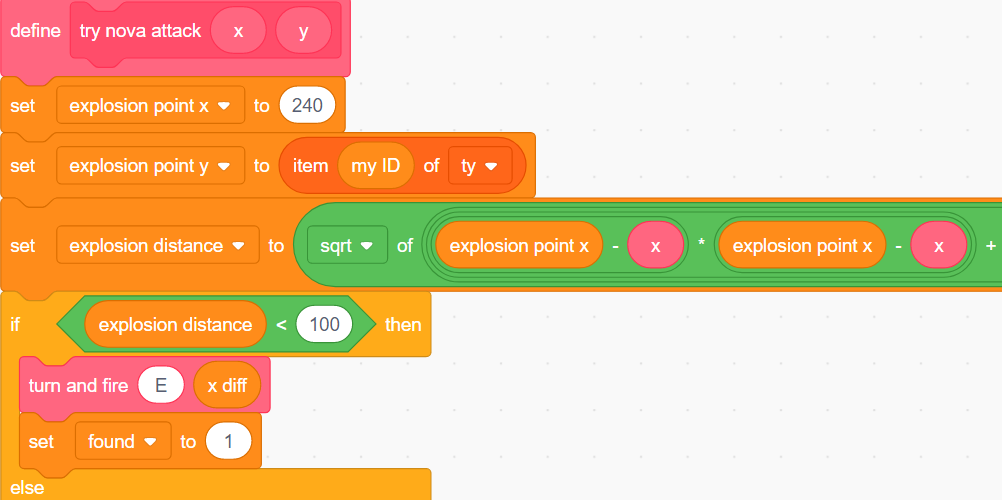 define try nova attack x y
set explosion point x to 240
set explosion point y to item my ID of ty
set explosion distance to sqrt of explosion point x - x * explosion point x - x +
if explosion distance < 100 then
turn and fire E x diff
set found to 1
else